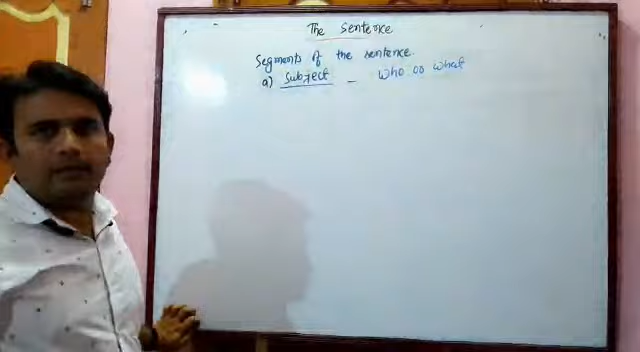 The Sentence
Segments of the sentence.
a) Subject - who or what